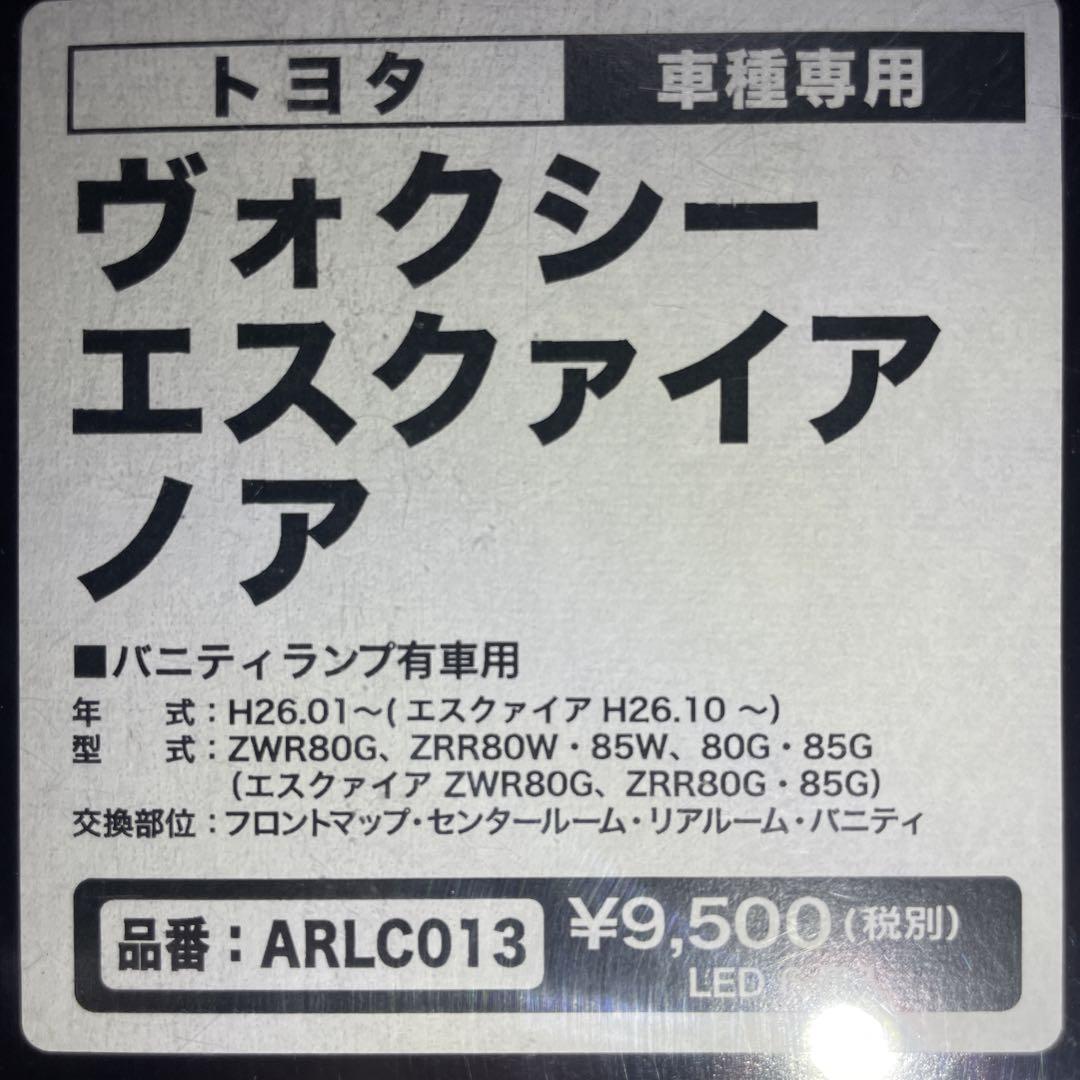 トヨタ 車種専用
ヴォクシー
エスクァイア
ノア
■バニティランプ有車用
年　　式：H26.01～(エスクァイア H26.10 ～)
型　　式：ZWR80G、ZRR80W・85W、80G・85G
(エスクァイア ZWR80G、ZRR80G・85G)
交換部位：フロントマップ・センタールーム・リアルーム・バニティ
品番：ARLC013 ¥9,500(税別)
LED